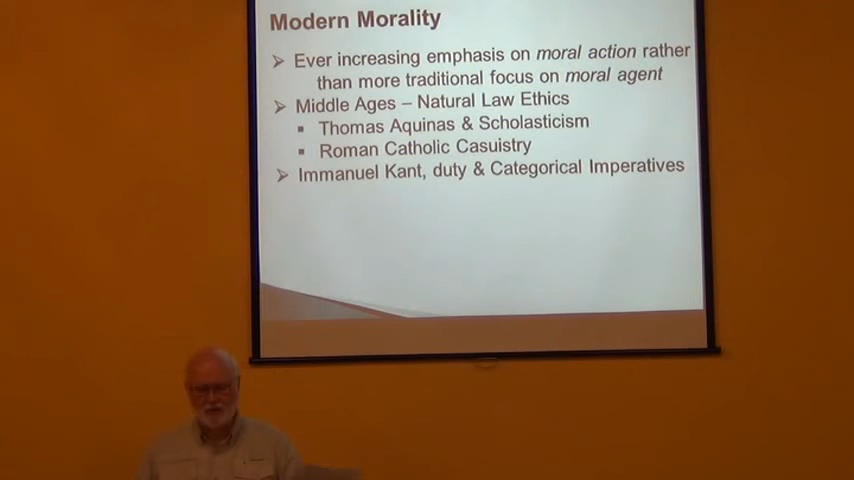 Modern Morality
➢ Ever increasing emphasis on moral action rather
than more traditional focus on moral agent
➢ Middle Ages – Natural Law Ethics
▪ Thomas Aquinas & Scholasticism
▪ Roman Catholic Casuistry
➢ Immanuel Kant, duty & Categorical Imperatives